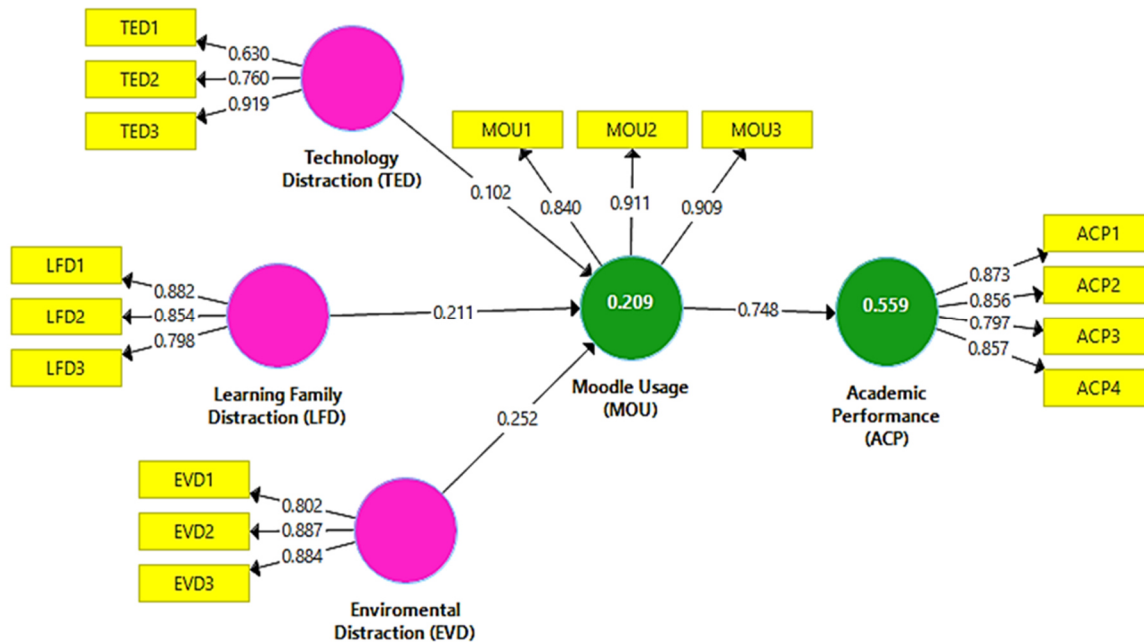 TED1
0.630
TED2
0.760
TED3
0.919
Technology
Distraction (TED)
0.102
MOU1
MOU2
MOU3
0.840
0.911
0.909
LFD1
0.882
LFD2
0.854
LFD3
0.798
Learning Family
Distraction (LFD)
0.211
0.209
Moodle Usage
(MOU)
0.748
0.559
Academic
Performance
(ACP)
ACP1
0.873
ACP2
0.856
ACP3
0.797
ACP4
0.857
0.252
EVD1
0.802
EVD2
0.887
EVD3
0.884
Enviromental
Distraction (EVD)